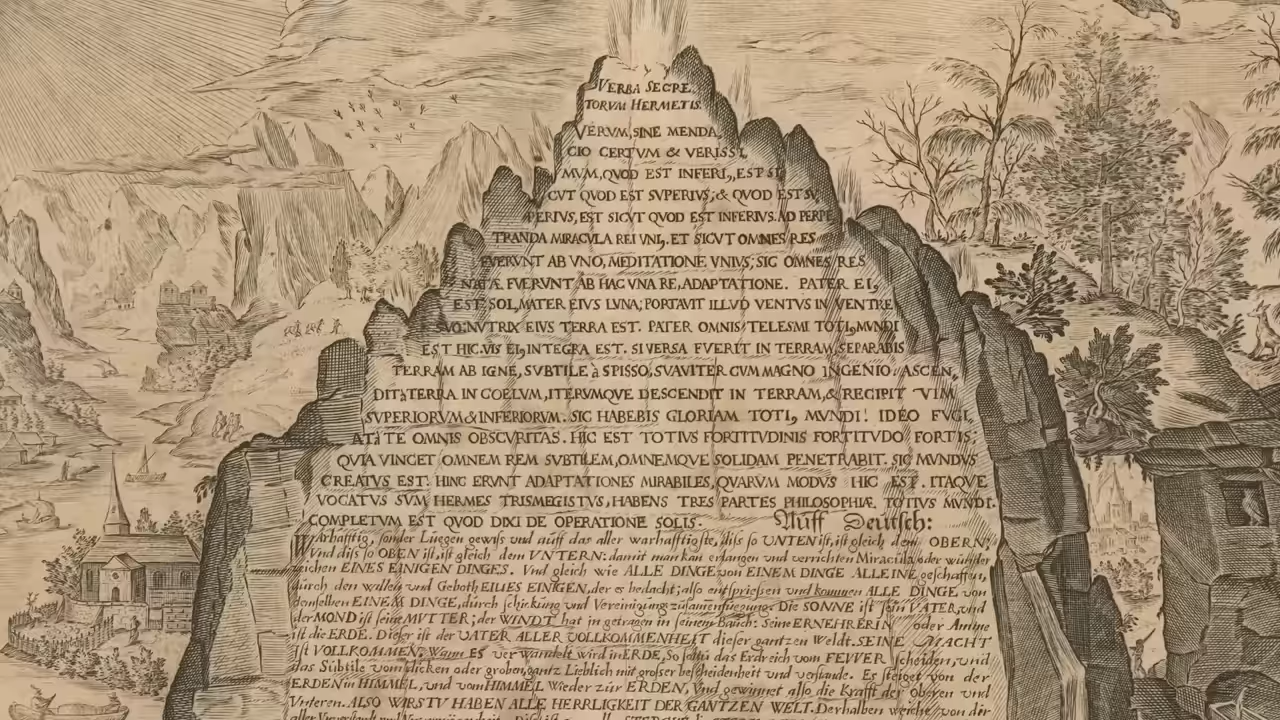 VERBA SECRE
TORVM HERMETIS.
VERVM, SINE MENDA,
CIO CERTVM & VERISSI,
MVM, QVOD EST INFERI,, EST SI
CVT QVOD EST SVPERIVS; & QVOD EST SV,
PERIVS, EST SICVT QVOD EST INFERIVS. AD PERPE
TRANDA MIRACVLA REI VNI,, ET SICVT OMNES RES
FVERVNT AB VNO, MEDITATIONE VNIVS; SIC OMNES RES
NATÆ FVERVNT AB HAC VNA RE, ADAPTATIONE. PATER EI,,
EST SOL, MATER EIVS LVNA; PORTAVIT ILLVD VENTVS IN VENTRE
SVO; NVTRIX EIVS TERRA EST. PATER OMNIS TELESMI TOTI, MVNDI
EST HIC. VIS EI, INTEGRA EST. SI VERSA FVERIT IN TERRAM, SEPARABIS
TERRAM AB IGNE, SVBTILE à SPISSO, SVAVITER CVM MAGNO INGENIO. ASCEN,
DIT à TERRA IN COELVM, ITERVMQVE DESCENDIT IN TERRAM, & RECIPIT VIM
SVPERIORVM & INFERIORVM. SIC HABEBIS GLORIAM TOTI, MVNDI! IDEO FVGI,
AT à TE OMNIS OBSCVRITAS. HIC EST TOTIVS FORTITVDINIS FORTITVDO FORTIS;
QVIA VINCET OMNEM REM SVBTILEM, OMNEMQVE SOLIDAM PENETRABIT. SIC MVNDVS
CREATVS EST. HINC ERVNT ADAPTATIONES MIRABILES, QVARVM MODVS HIC EST. ITAQVE
VOCATVS SVM HERMES TRISMEGISTVS, HABENS TRES PARTES PHILOSOPHIÆ TOTIVS MVNDI.
COMPLETVM EST QVOD DIXI DE OPERATIONE SOLIS. Auff Deutsch:
WArhafftig, sonder Luegen gewiss und auff das aller warhafftigste, diss so UNTEN ist, ist gleich dem OBERN;
Vnd diss so OBEN ist, ist gleich dem VNTERN: damit man kan erlangen und verrichten Miracula oder wunder
zeichen EINES EINIGEN DINGES. Vnd gleich wie ALLE DINGE von EINEM DINGE ALLEINE geschaffen,
durch den willen und Geboth EINES EINIGEN, der es bedacht; also entspriessen und kommen ALLE DINGE von
demselben EINEM DINGE, durch schickung und Vereinigung zusamenfuegung. Die SONNE ist sein VATER, und
der MOND ist seine MVTTER; der WINDT hat in getragen in seinem Bauch: Seine ERNEHRERIN oder Amme
ist die ERDE. Dieser ist der VATER ALLER VOLLKOMMENHEIT dieser gantzen Weldt. SEINE MACHT
Ist VOLLKOMMEN; Wann ES verwandelt wird in ERDE, So soltu das Erdreich vom FEVVER scheiden, und
das Subtile vom dicken oder groben, gantz Lieblich mit groser bescheidenheit und verstande. Es steiget von der
ERDEN in HIMMEL, und vom HIMMEL Wieder zur ERDEN, Vnd gewinnet also die Krafft der obern und
Vnteren. ALSO WIRSTV HABEN ALLE HERRLIGKEIT DER GANTZEN WELT. Derhalben weiche von dir